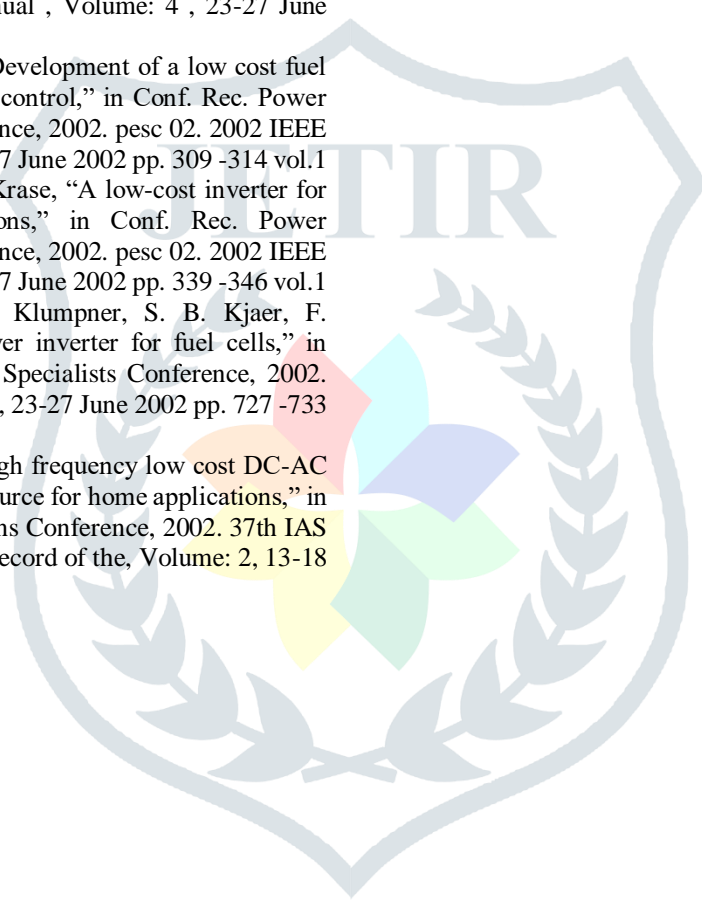 nual , Volume: 4 , 23-27 June
Development of a low cost fuel
control,” in Conf. Rec. Power
nce, 2002. pesc 02. 2002 IEEE
7 June 2002 pp. 309 -314 vol.1
Krase, “A low-cost inverter for
ons,” in Conf. Rec. Power
nce, 2002. pesc 02. 2002 IEEE
7 June 2002 pp. 339 -346 vol.1
Klumpner, S. B. Kjaer, F.
er inverter for fuel cells,” in
Specialists Conference, 2002.
, 23-27 June 2002 pp. 727 -733
gh frequency low cost DC-AC
urce for home applications,” in
ns Conference, 2002. 37th IAS
ecord of the, Volume: 2, 13-18
JETIR